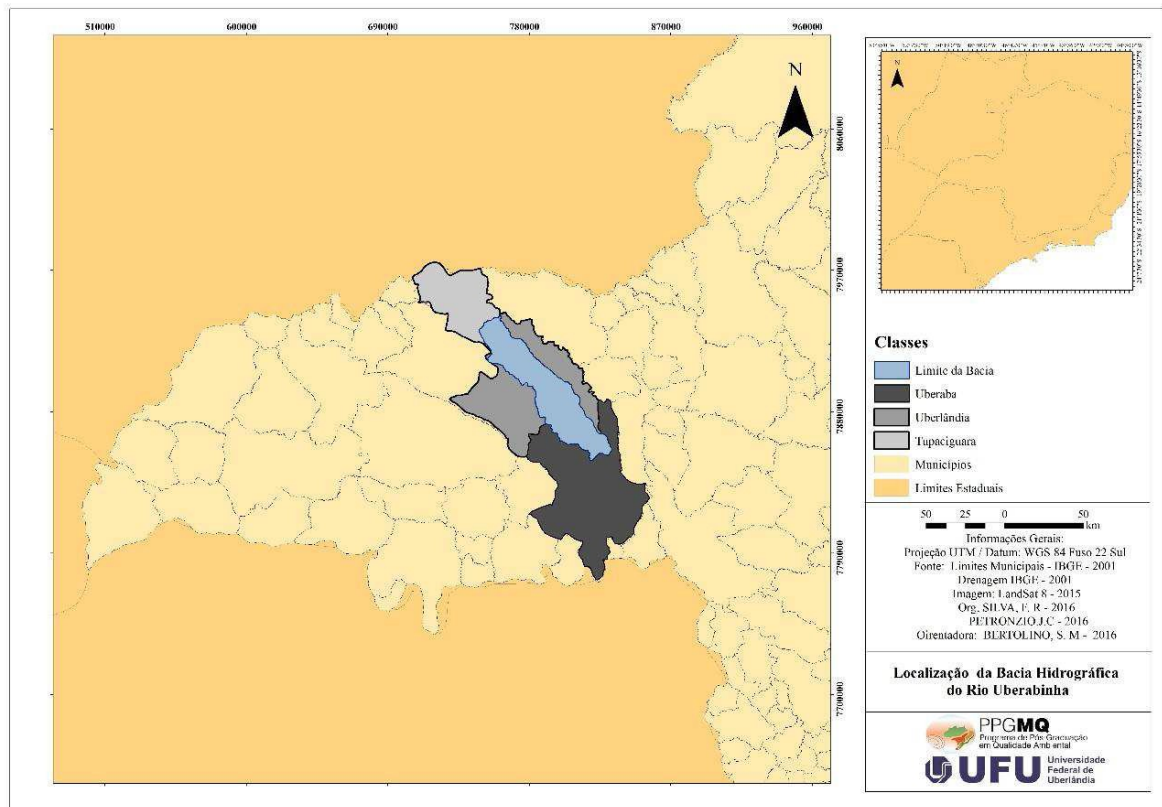 510000 600000 690000 780000 870000 960000
N
8060000
7970000
7880000
7790000
7700000
N
Classes
Limite da Bacia
Uberaba
Uberlândia
Tupaciguara
Municípios
Limites Estaduais
50 25 0 50
km
Informações Gerais:
Projeção UTM / Datum: WGS 84 Fuso 22 Sul
Fonte: Limites Municipais - IBGE - 2001
Drenagem IBGE - 2001
Imagem: LandSat 8 - 2015
Org. SILVA, F. R - 2016
PETRONZIO.J.C - 2016
Oirentadora: BERTOLINO, S. M - 2016
Localização da Bacia Hidrográfica
do Rio Uberabinha
PPGMQ
Programa de Pós-Graduação
em Qualidade Ambiental
UFU Universidade
Federal de
Uberlândia